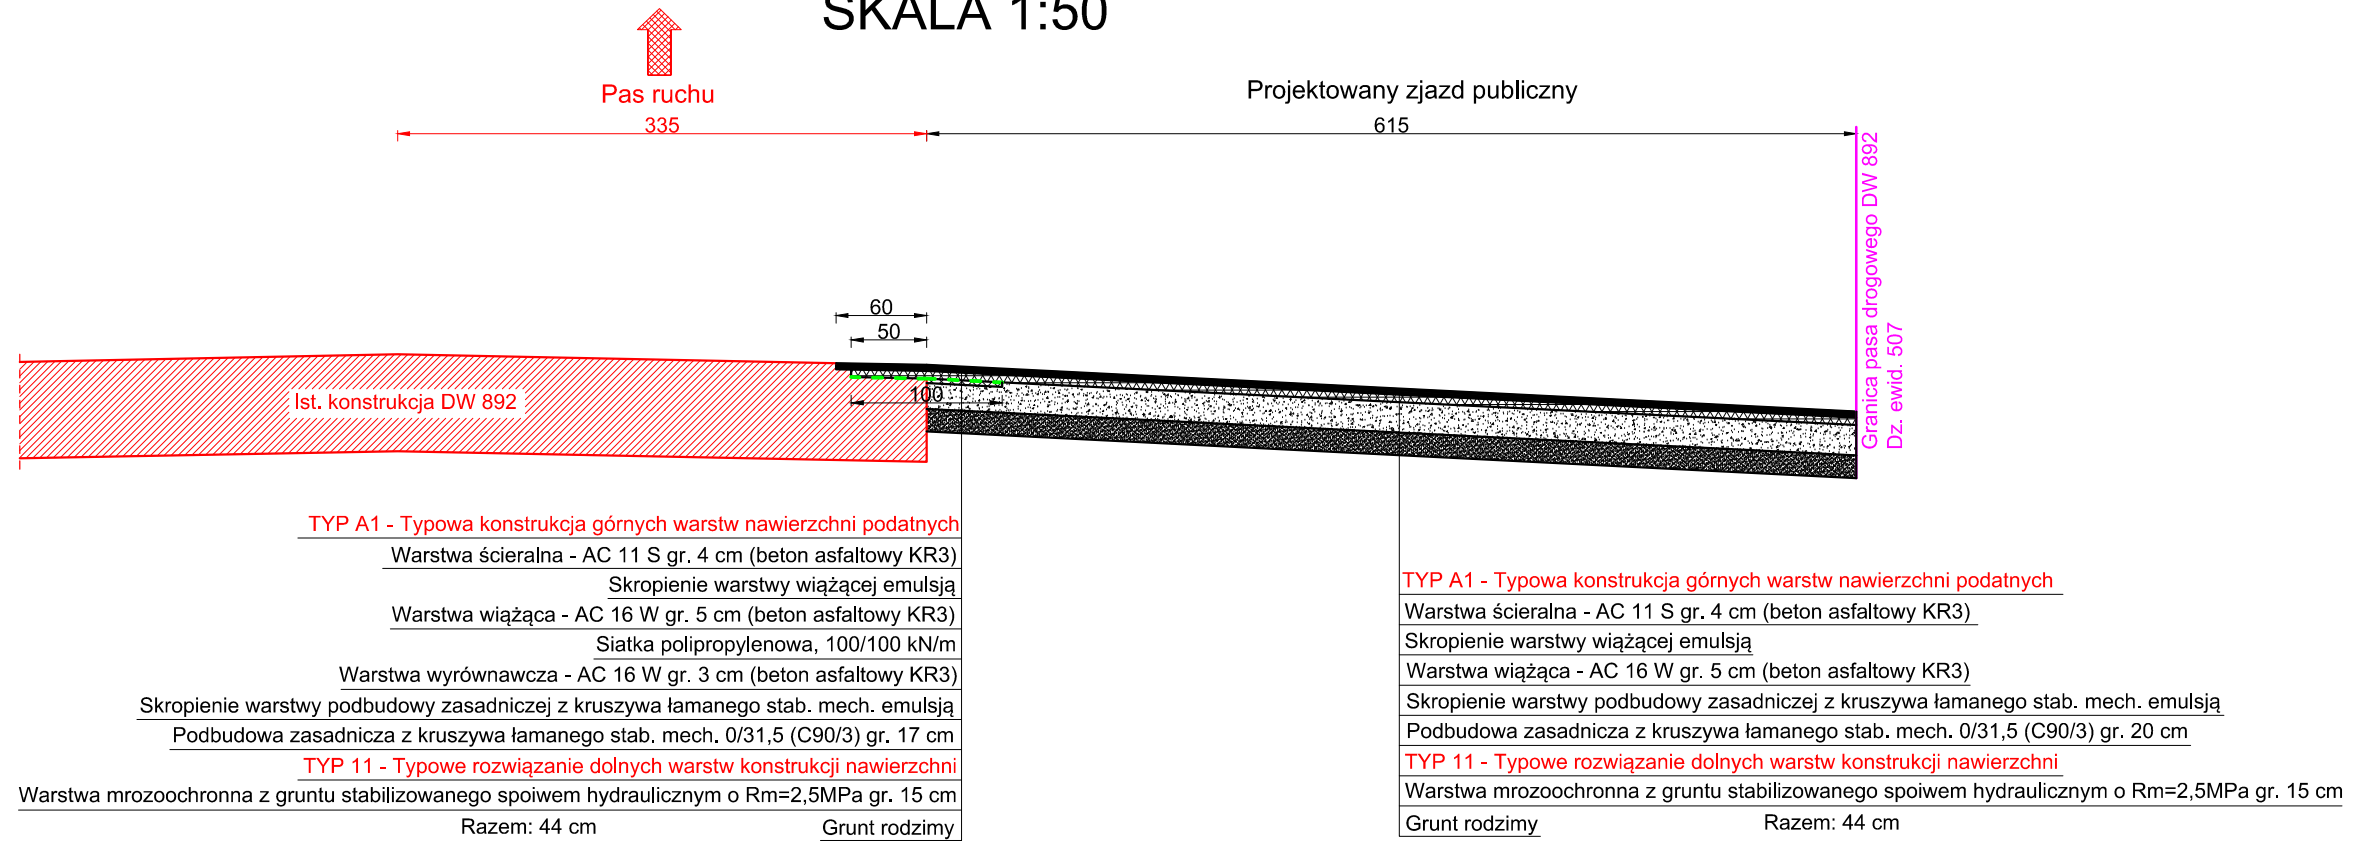 SKALA 1:50
Pas ruchu
Projektowany zjazd publiczny
335
615
Granica pasa drogowego DW 892
Dz. ewid. 507
60
50
100
Ist. konstrukcja DW 892
TYP A1 - Typowa konstrukcja górnych warstw nawierzchni podatnych
Warstwa ścieralna - AC 11 S gr. 4 cm (beton asfaltowy KR3)
Skropienie warstwy wiążącej emulsją
Warstwa wiążąca - AC 16 W gr. 5 cm (beton asfaltowy KR3)
Siatka polipropylenowa, 100/100 kN/m
Warstwa wyrównawcza - AC 16 W gr. 3 cm (beton asfaltowy KR3)
Skropienie warstwy podbudowy zasadniczej z kruszywa łamanego stab. mech. emulsją
Podbudowa zasadnicza z kruszywa łamanego stab. mech. 0/31,5 (C90/3) gr. 17 cm
TYP 11 - Typowe rozwiązanie dolnych warstw konstrukcji nawierzchni
Warstwa mrozoochronna z gruntu stabilizowanego spoiwem hydraulicznym o Rm=2,5MPa gr. 15 cm
Razem: 44 cm
Grunt rodzimy
TYP A1 - Typowa konstrukcja górnych warstw nawierzchni podatnych
Warstwa ścieralna - AC 11 S gr. 4 cm (beton asfaltowy KR3)
Skropienie warstwy wiążącej emulsją
Warstwa wiążąca - AC 16 W gr. 5 cm (beton asfaltowy KR3)
Skropienie warstwy podbudowy zasadniczej z kruszywa łamanego stab. mech. emulsją
Podbudowa zasadnicza z kruszywa łamanego stab. mech. 0/31,5 (C90/3) gr. 20 cm
TYP 11 - Typowe rozwiązanie dolnych warstw konstrukcji nawierzchni
Warstwa mrozoochronna z gruntu stabilizowanego spoiwem hydraulicznym o Rm=2,5MPa gr. 15 cm
Grunt rodzimy
Razem: 44 cm